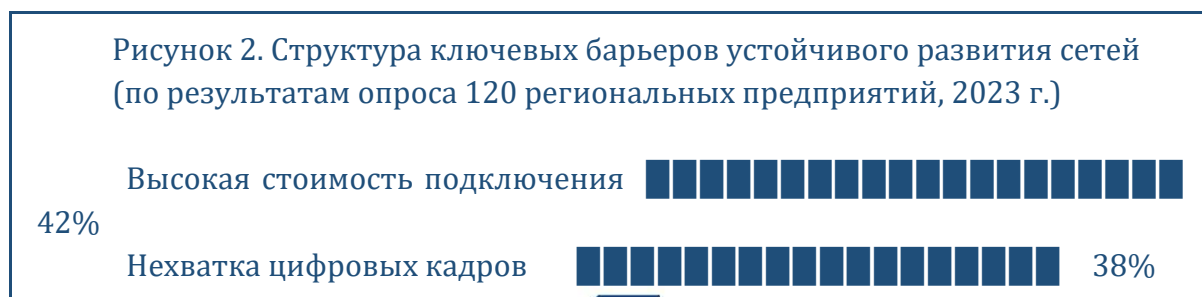 Рисунок 2. Структура ключевых барьеров устойчивого развития сетей
(по результатам опроса 120 региональных предприятий, 2023 г.)
Высокая стоимость подключения ████████████████████
42%
Нехватка цифровых кадров ██████████████████ 38%